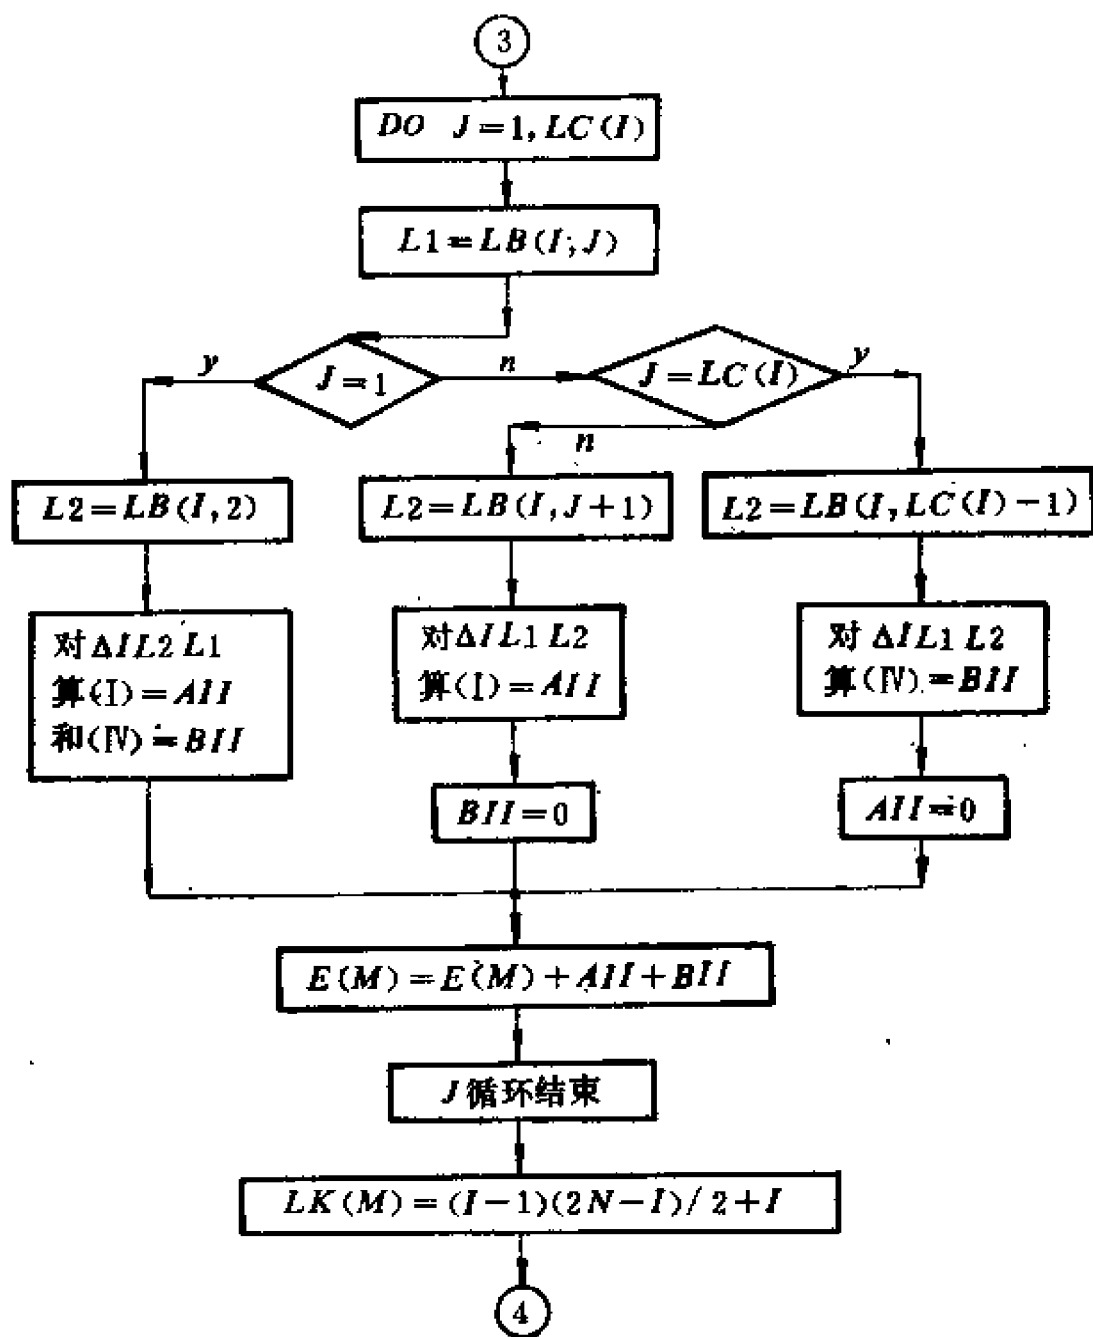 3
DO J=1, LC(I)
L1=LB(I,J)
J=1
y
n
J=LC(I)
y
n
L2=LB(I,2)
L2=LB(I,J+1)
L2=LB(I,LC(I)-1)
对ΔIL2 L1
算(Ⅰ)=AII
和(Ⅳ)=BII
对ΔIL1 L2
算(Ⅰ)=AII
对ΔIL1 L2
算(Ⅳ)=BII
BII=0
AII=0
E(M)=E(M)+AII+BII
J循环结束
LK(M)=(I-1)(2N-I)/2+I
4